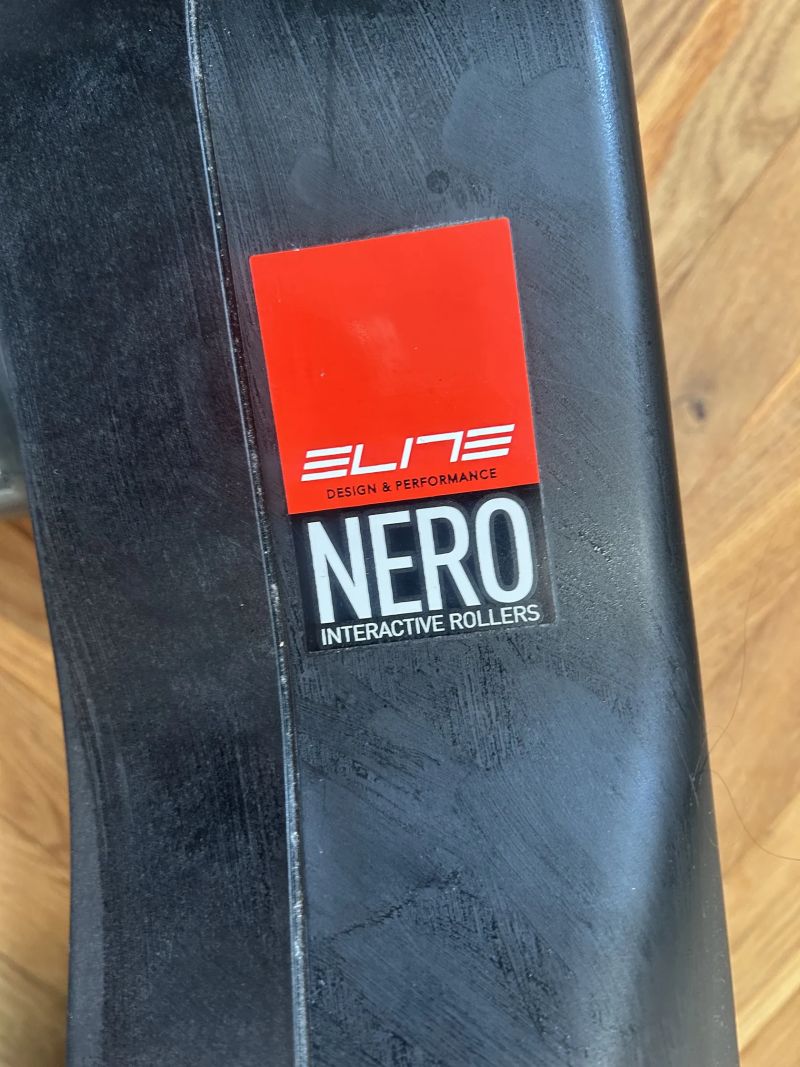 ELITE
DESIGN & PERFORMANCE
NERO
INTERACTIVE ROLLERS